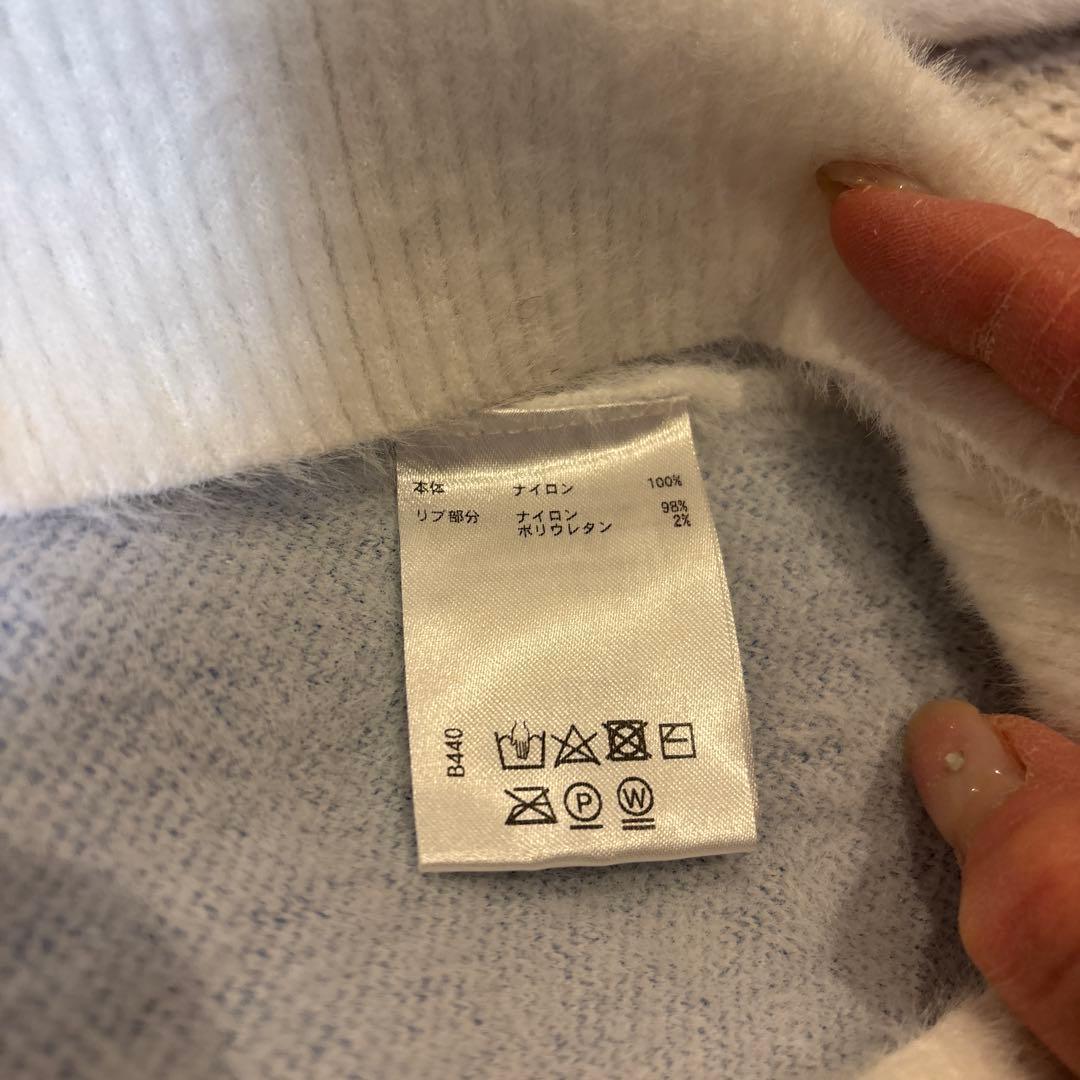 本体 ナイロン 100%
リブ部分 ナイロン 98%
ポリウレタン 2%
B440
P W